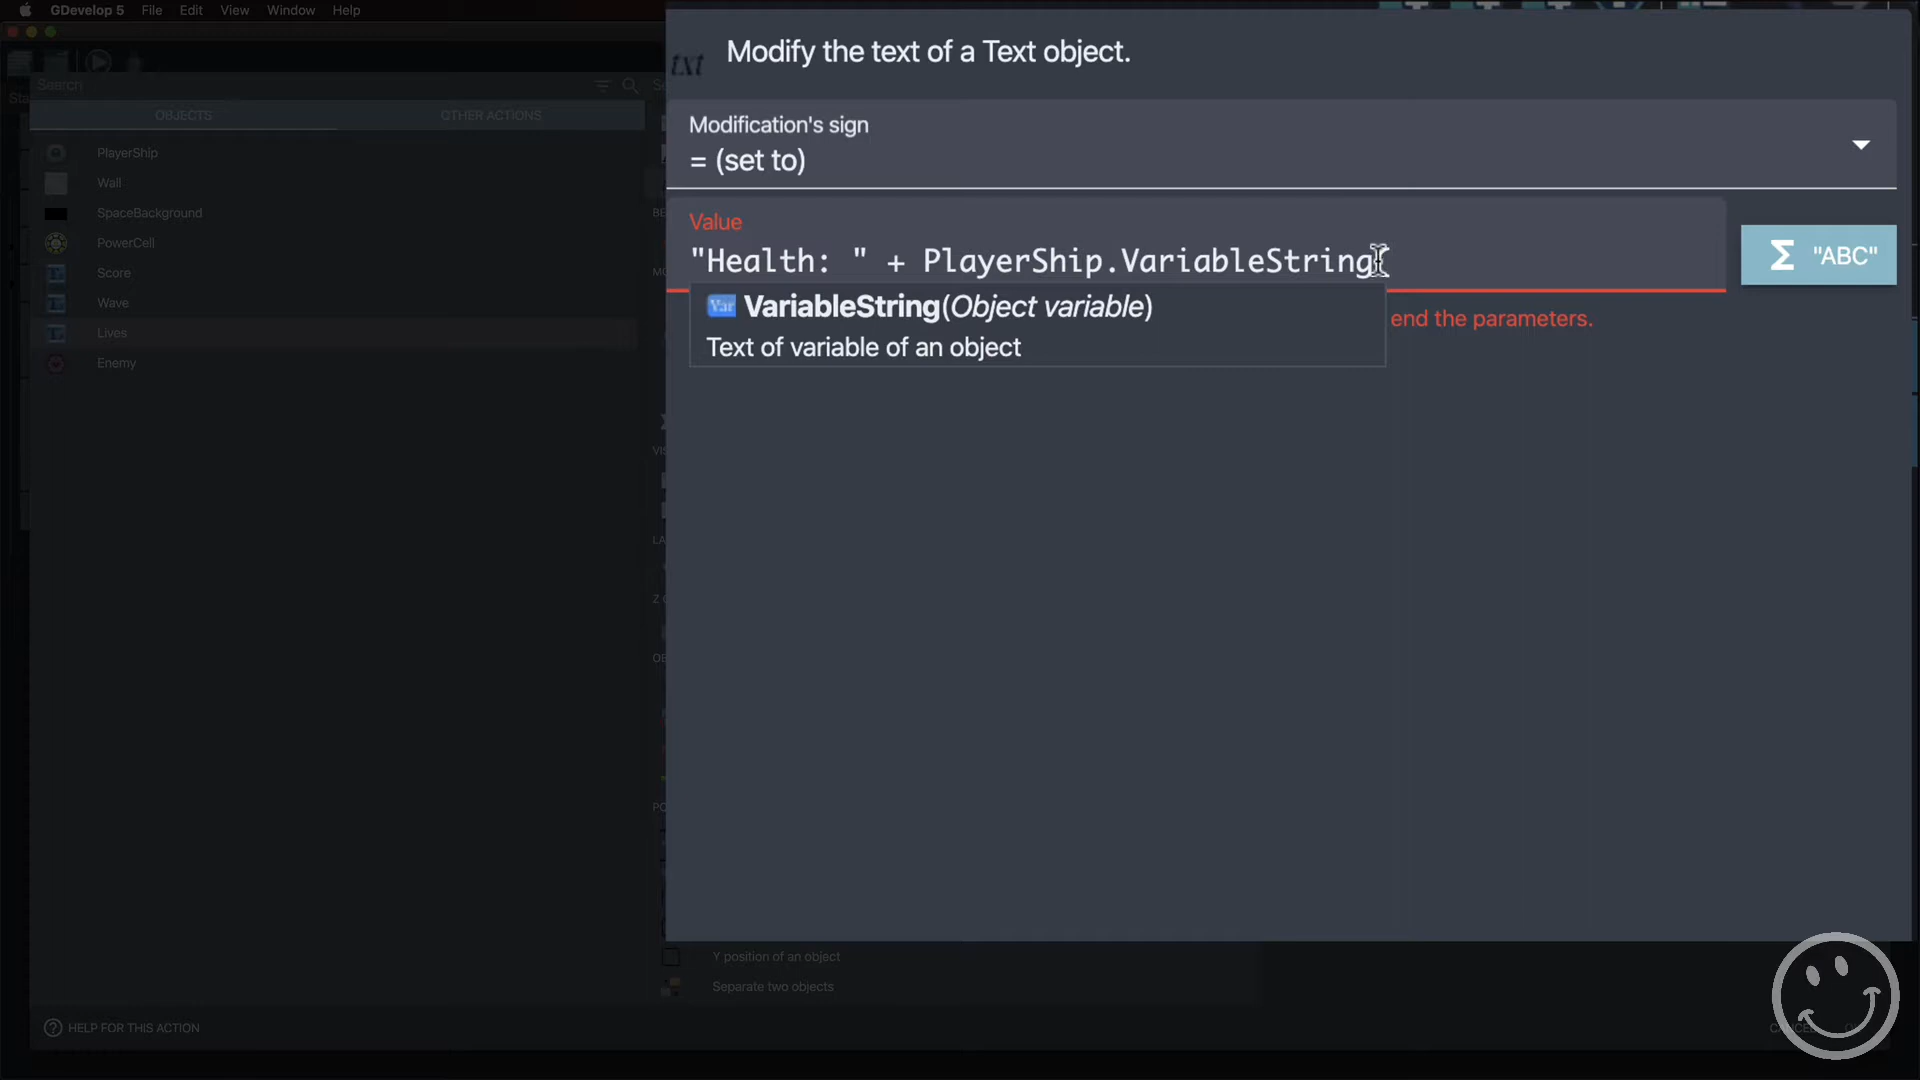 GDevelop 5 File Edit View Window Help
Search
OBJECTS OTHER ACTIONS
PlayerShip
Wall
SpaceBackground
PowerCell
Score
Wave
Lives
Enemy
txt Modify the text of a Text object.
Modification's sign
= (set to)
Value
"Health: " + PlayerShip.VariableString(
Σ "ABC"
Var VariableString(Object variable)
Text of variable of an object
end the parameters.
Y position of an object
Separate two objects
? HELP FOR THIS ACTION